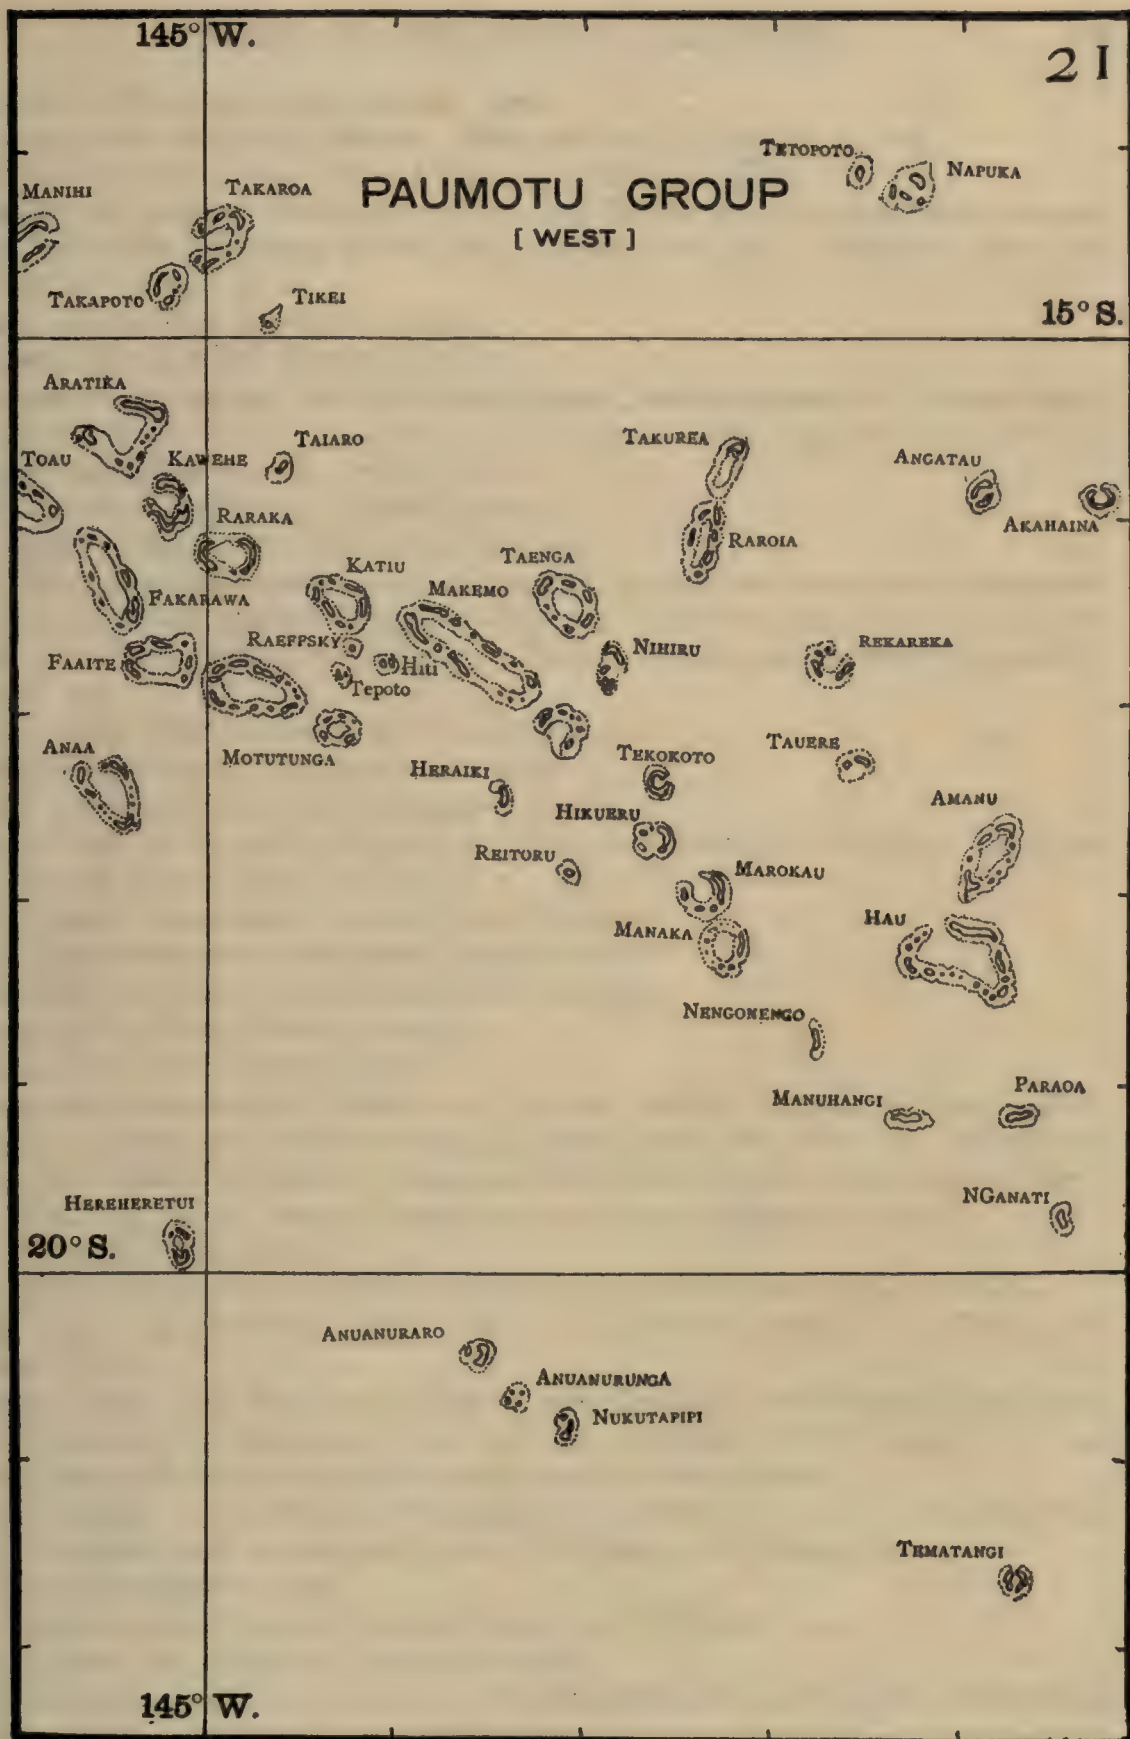 145° W.
21
TETOPOTO
NAPUKA
MANIHI
TAKAROA
PAUMOTU GROUP
[ WEST ]
TAKAPOTO
TIKEI
15° S.
ARATIKA
TOAU
KAWEHE
TAIARO
TAKUREA
ANGATAU
RARAKA
AKAHAINA
RAROIA
KATIU
TAENGA
MAKEMO
FAKARAWA
RAEFFSKY
NIHIRU
REKAREKA
FAAITE
Hiti
Tepoto
ANAA
MOTUTUNGA
HERAIKI
TEKOKOTO
TAUERE
HIKUERU
AMANU
REITORU
MAROKAU
MANAKA
HAU
NENGONENGO
MANUHANGI
PARAOA
HEREHERETUI
NGANATI
20° S.
ANUANURARO
ANUANURUNGA
NUKUTAPIPI
TEMATANGI
145° W.